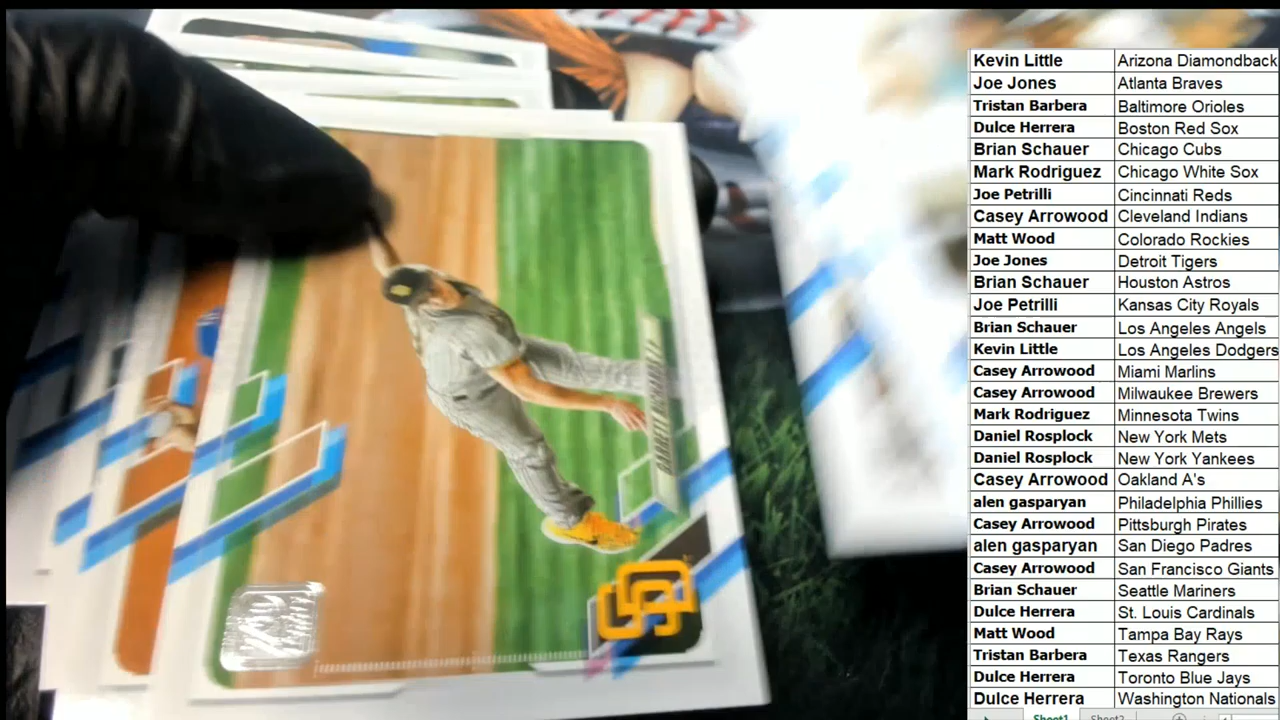 Kevin Little Arizona Diamondback
Joe Jones Atlanta Braves
Tristan Barbera Baltimore Orioles
Dulce Herrera Boston Red Sox
Brian Schauer Chicago Cubs
Mark Rodriguez Chicago White Sox
Joe Petrilli Cincinnati Reds
Casey Arrowood Cleveland Indians
Matt Wood Colorado Rockies
Joe Jones Detroit Tigers
Brian Schauer Houston Astros
Joe Petrilli Kansas City Royals
Brian Schauer Los Angeles Angels
Kevin Little Los Angeles Dodgers
Casey Arrowood Miami Marlins
Casey Arrowood Milwaukee Brewers
Mark Rodriguez Minnesota Twins
Daniel Rosplock New York Mets
Daniel Rosplock New York Yankees
Casey Arrowood Oakland A's
alen gasparyan Philadelphia Phillies
Casey Arrowood Pittsburgh Pirates
alen gasparyan San Diego Padres
Casey Arrowood San Francisco Giants
Brian Schauer Seattle Mariners
Dulce Herrera St. Louis Cardinals
Matt Wood Tampa Bay Rays
Tristan Barbera Texas Rangers
Dulce Herrera Toronto Blue Jays
Dulce Herrera Washington Nationals
Sheet1 Sheet2
SD